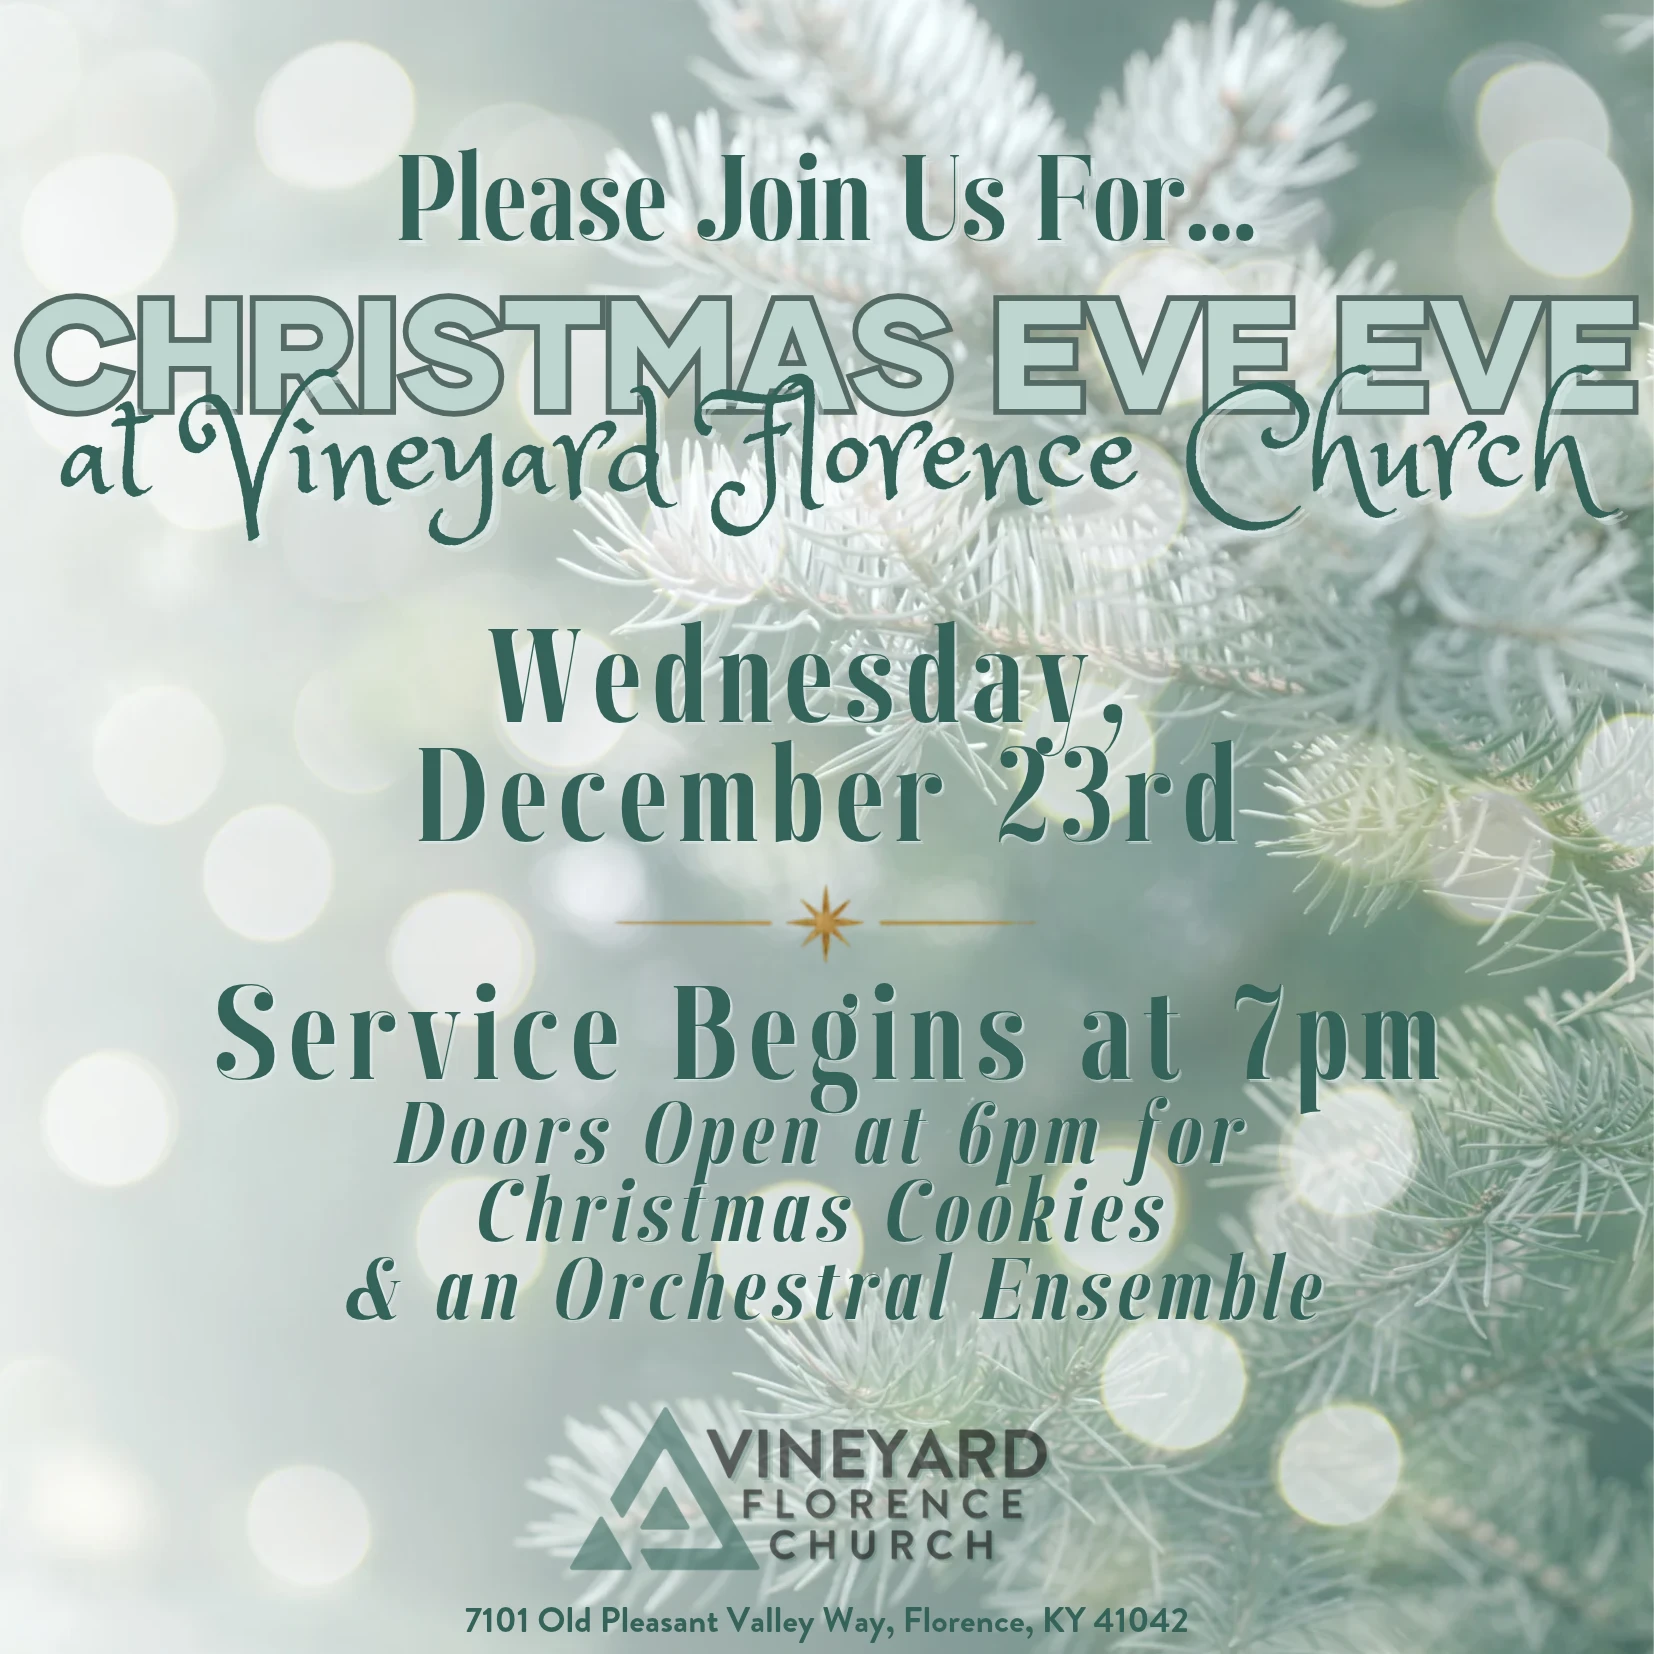 Please Join Us For...
CHRISTMAS EVE EVE
at Vineyard Florence Church
Wednesday,
December 23rd
Service Begins at 7pm
Doors Open at 6pm for
Christmas Cookies
& an Orchestral Ensemble
VINEYARD
FLORENCE
CHURCH
7101 Old Pleasant Valley Way, Florence, KY 41042